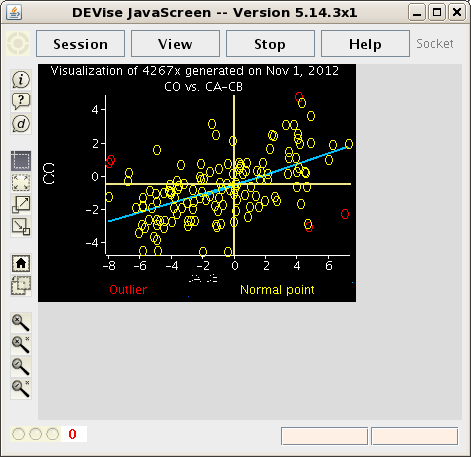 DEVise JavaScreen -- Version 5.14.3x1
Session View Stop Help Socket
Visualization of 4267x generated on Nov 1, 2012
CO vs. CA-CB
CO
4
2
0
-2
-4
-8 -6 -4 -2 0 2 4 6
Outlier Normal point
0